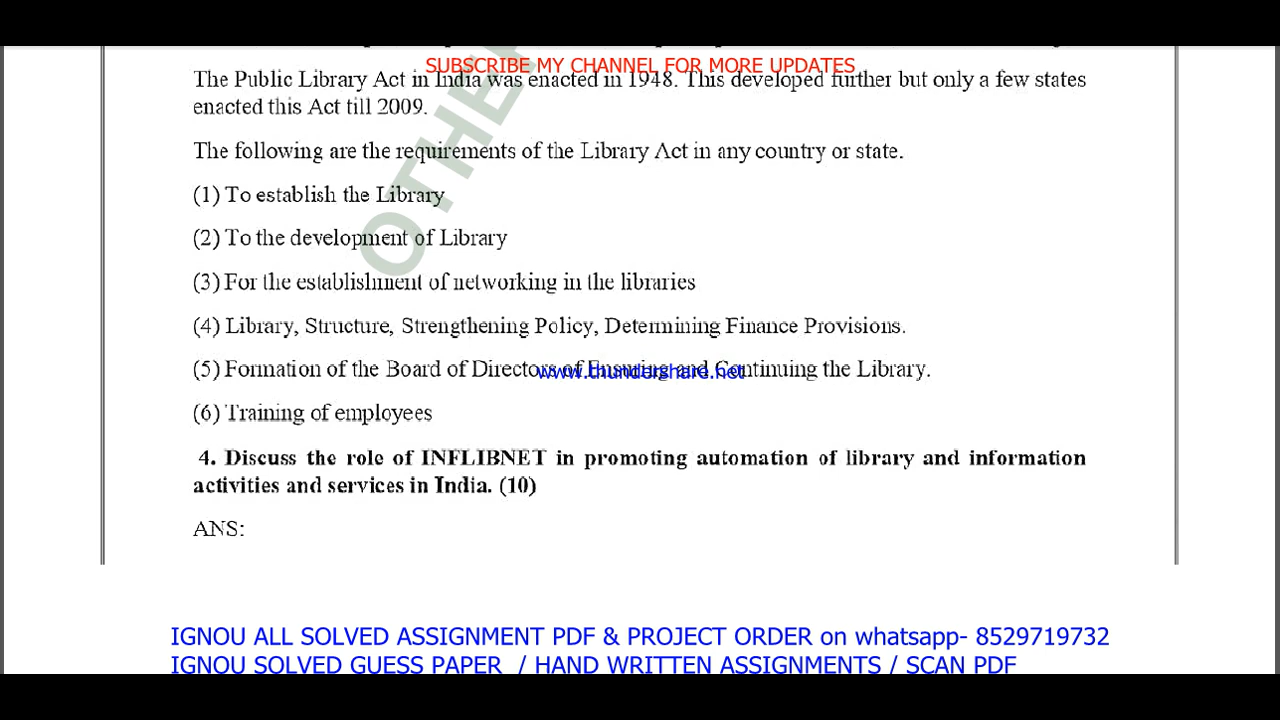 SUBSCRIBE MY CHANNEL FOR MORE UPDATES
The Public Library Act in India was enacted in 1948. This developed further but only a few states
enacted this Act till 2009.
The following are the requirements of the Library Act in any country or state.
(1) To establish the Library
(2) To the development of Library
(3) For the establishment of networking in the libraries
(4) Library, Structure, Strengthening Policy, Determining Finance Provisions.
(5) Formation of the Board of Directors of Ensuring and Continuing the Library.
www.thundershare.net
(6) Training of employees
4. Discuss the role of INFLIBNET in promoting automation of library and information
activities and services in India. (10)
ANS:
IGNOU ALL SOLVED ASSIGNMENT PDF & PROJECT ORDER on whatsapp- 8529719732
IGNOU SOLVED GUESS PAPER / HAND WRITTEN ASSIGNMENTS / SCAN PDF